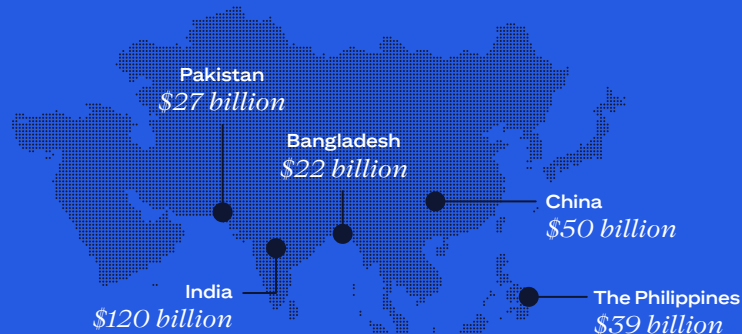 Pakistan
$27 billion
Bangladesh
$22 billion
China
$50 billion
India
$120 billion
The Philippines
$39 billion